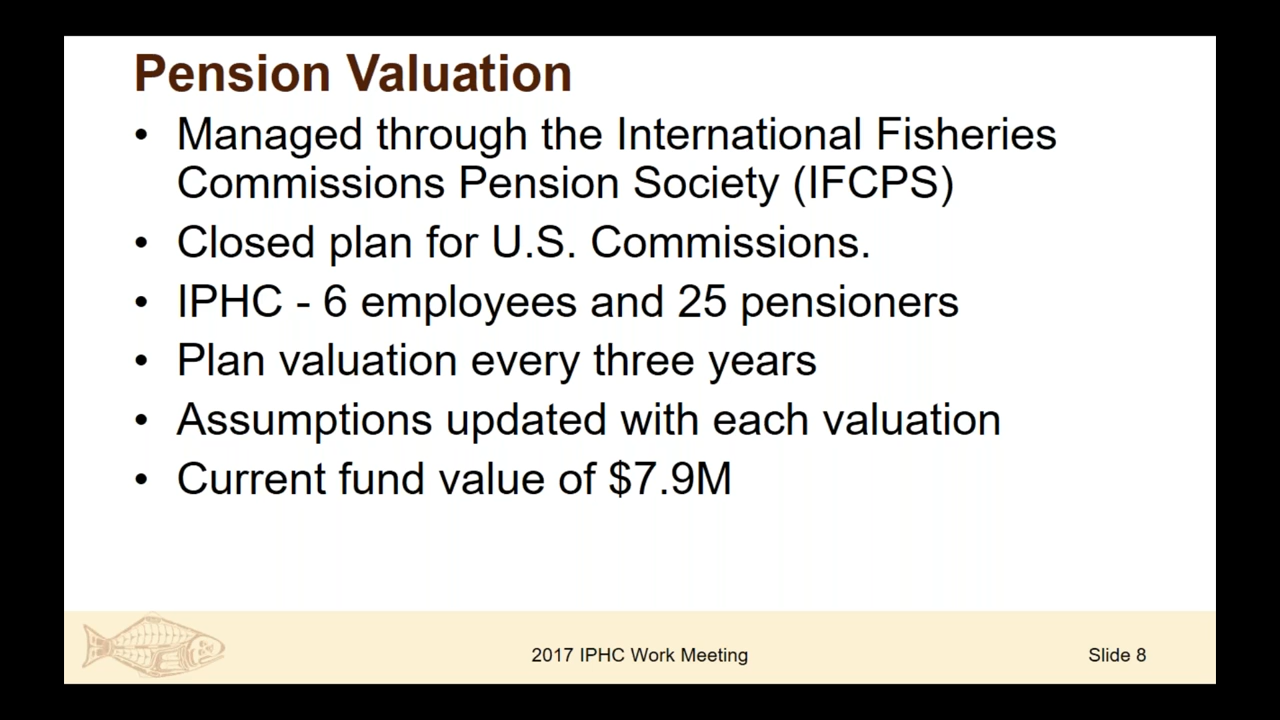 Pension Valuation
• Managed through the International Fisheries
Commissions Pension Society (IFCPS)
• Closed plan for U.S. Commissions.
• IPHC - 6 employees and 25 pensioners
• Plan valuation every three years
• Assumptions updated with each valuation
• Current fund value of $7.9M
2017 IPHC Work Meeting
Slide 8